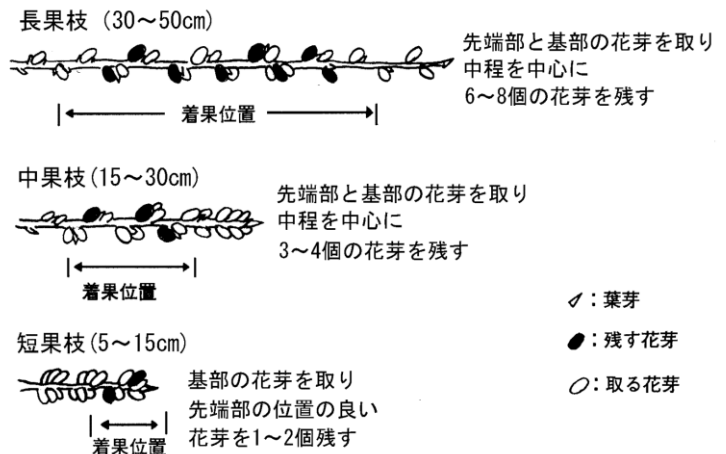 長果枝 (30～50cm)
先端部と基部の花芽を取り
中程を中心に
6～8個の花芽を残す
着果位置
中果枝(15～30cm)
先端部と基部の花芽を取り
中程を中心に
3～4個の花芽を残す
着果位置
短果枝(5～15cm)
基部の花芽を取り
先端部の位置の良い
花芽を1～2個残す
着果位置
：葉芽
：残す花芽
：取る花芽